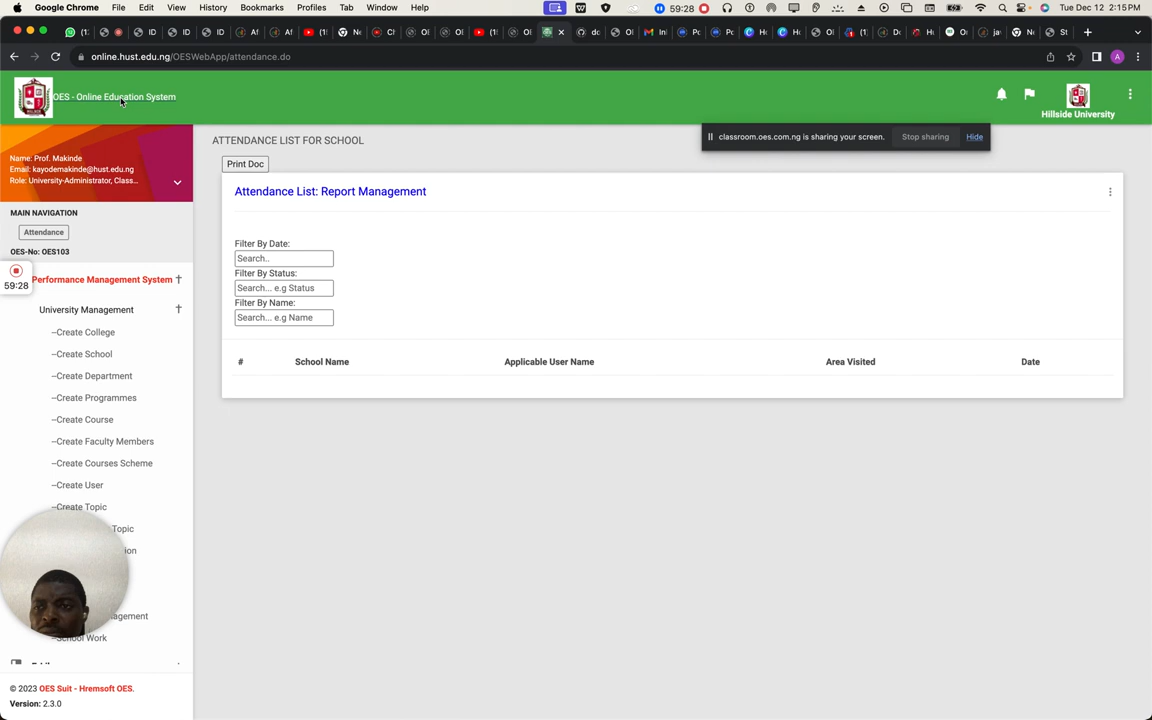 Google Chrome File Edit View History Bookmarks Profiles Tab Window Help 59:28 Tue Dec 12 2:15 PM
online.hust.edu.ng/OESWebApp/attendance.do
OES - Online Education System
Hillside University
classroom.oes.com.ng is sharing your screen. Stop sharing Hide
Name: Prof. Makinde
Email: kayodemakinde@hust.edu.ng
Role: University-Administrator, Class...
MAIN NAVIGATION
Attendance
OES-No: OES103
59:28
Performance Management System
University Management
--Create College
--Create School
--Create Department
--Create Programmes
--Create Course
--Create Faculty Members
--Create Courses Scheme
--Create User
--Create Topic
Topic
--School Work
© 2023 OES Suit - Hremsoft OES.
Version: 2.3.0
ATTENDANCE LIST FOR SCHOOL
Print Doc
Attendance List: Report Management
Filter By Date:
Search..
Filter By Status:
Search... e.g Status
Filter By Name:
Search... e.g Name
# School Name Applicable User Name Area Visited Date